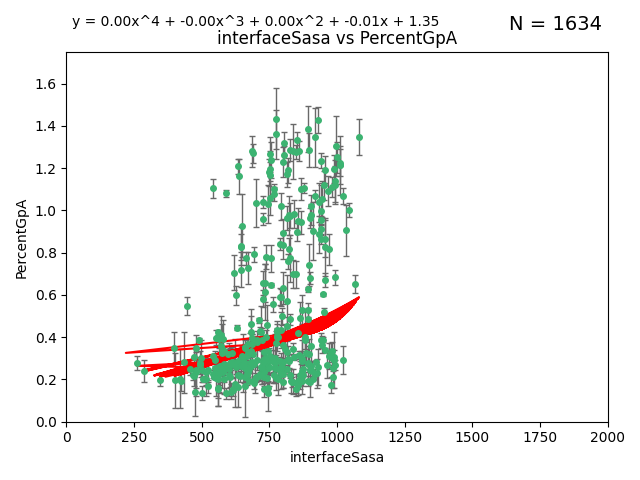 y = 0.00x^4 + -0.00x^3 + 0.00x^2 + -0.01x + 1.35
N = 1634
interfaceSasa vs PercentGpA
1.6
1.4
1.2
1.0
0.8
0.6
0.4
0.2
0.0
PercentGpA
0 250 500 750 1000 1250 1500 1750 2000
interfaceSasa